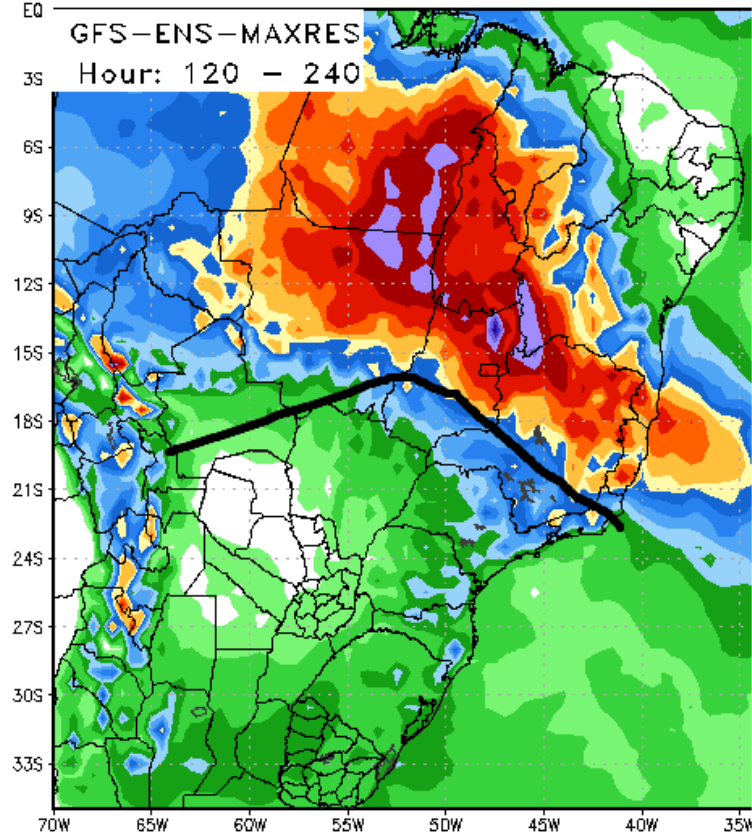 EQ
GFS-ENS-MAXRES
Hour: 120 - 240
3S
6S
9S
12S
15S
18S
21S
24S
27S
30S
33S
70W 65W 60W 55W 50W 45W 40W 35W